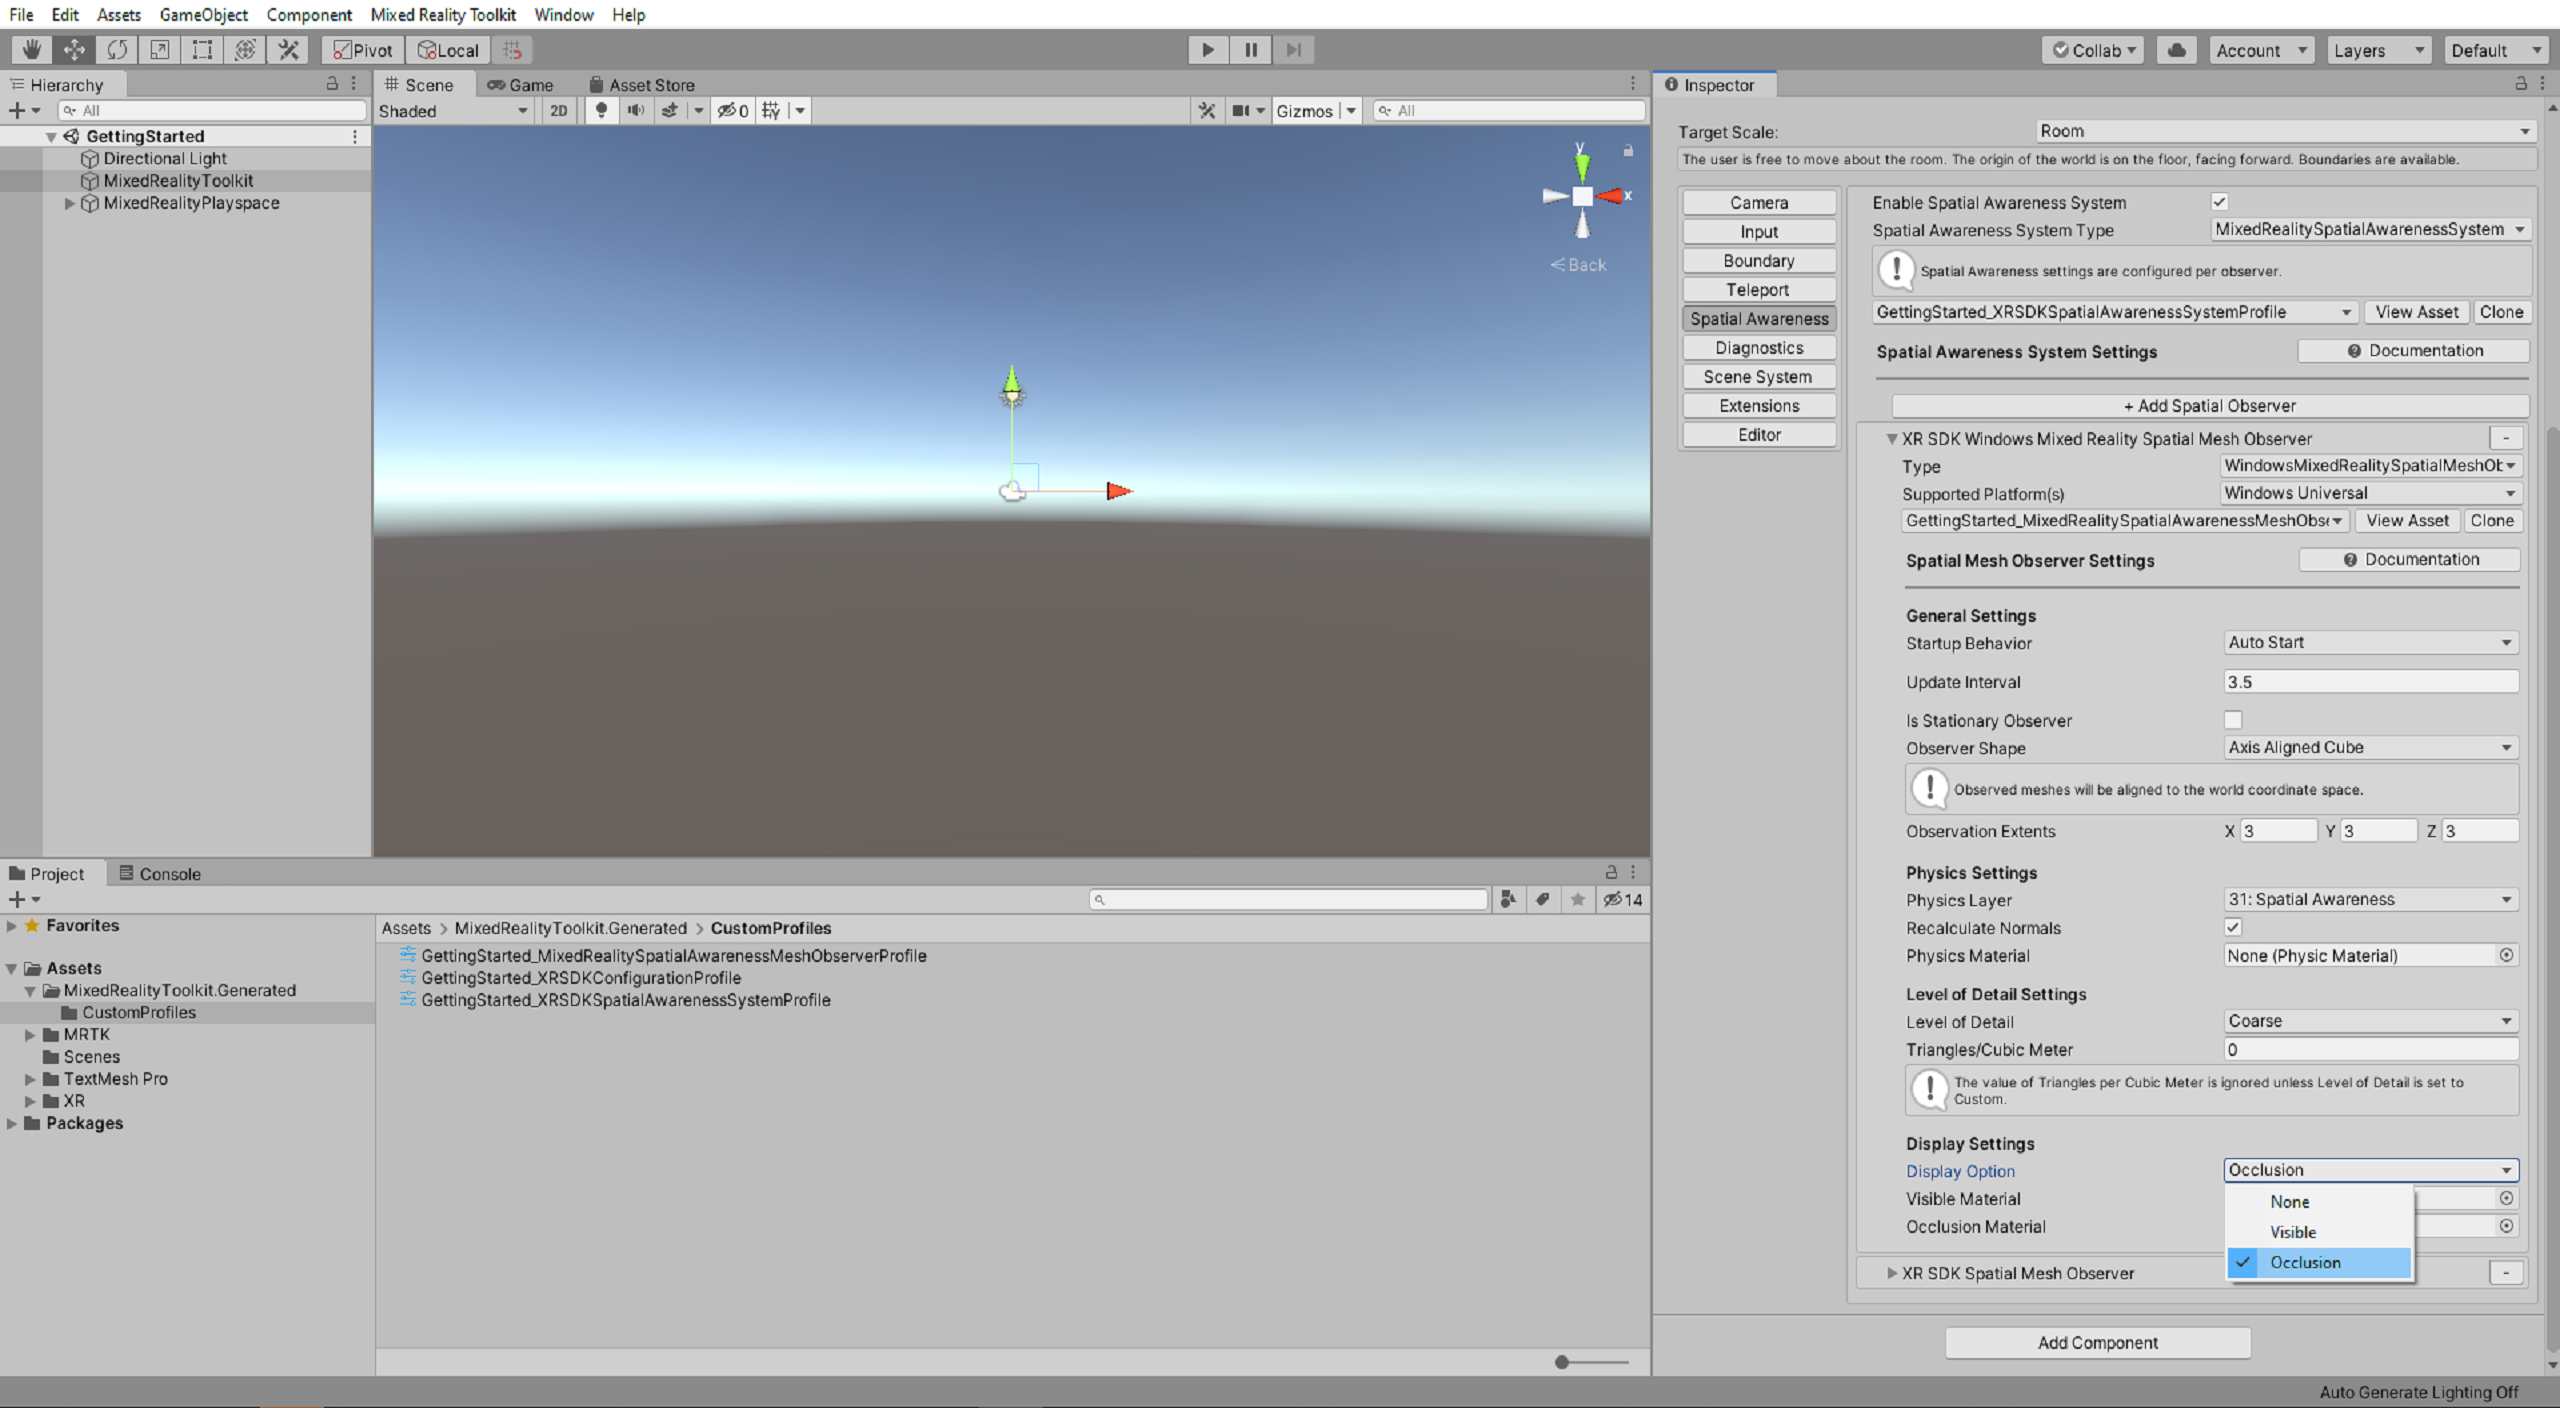 File Edit Assets GameObject Component Mixed Reality Toolkit Window Help
Pivot Local Collab Account Layers Default
Hierarchy
All
GettingStarted
Directional Light
MixedRealityToolkit
MixedRealityPlayspace
Scene Game Asset Store
Shaded 2D 0 Gizmos All
y
x
Back
Project Console
14
Favorites
Assets
MixedRealityToolkit.Generated
CustomProfiles
MRTK
Scenes
TextMesh Pro
XR
Packages
Assets > MixedRealityToolkit.Generated > CustomProfiles
GettingStarted_MixedRealitySpatialAwarenessMeshObserverProfile
GettingStarted_XRSDKConfigurationProfile
GettingStarted_XRSDKSpatialAwarenessSystemProfile
Inspector
Target Scale: Room
The user is free to move about the room. The origin of the world is on the floor, facing forward. Boundaries are available.
Camera
Input
Boundary
Teleport
Spatial Awareness
Diagnostics
Scene System
Extensions
Editor
Enable Spatial Awareness System
Spatial Awareness System Type MixedRealitySpatialAwarenessSystem
Spatial Awareness settings are configured per observer.
GettingStarted_XRSDKSpatialAwarenessSystemProfile View Asset Clone
Spatial Awareness System Settings Documentation
+ Add Spatial Observer
XR SDK Windows Mixed Reality Spatial Mesh Observer -
Type WindowsMixedRealitySpatialMeshOb
Supported Platform(s) Windows Universal
GettingStarted_MixedRealitySpatialAwarenessMeshObse View Asset Clone
Spatial Mesh Observer Settings Documentation
General Settings
Startup Behavior Auto Start
Update Interval 3.5
Is Stationary Observer
Observer Shape Axis Aligned Cube
Observed meshes will be aligned to the world coordinate space.
Observation Extents X 3 Y 3 Z 3
Physics Settings
Physics Layer 31: Spatial Awareness
Recalculate Normals
Physics Material None (Physic Material)
Level of Detail Settings
Level of Detail Coarse
Triangles/Cubic Meter 0
The value of Triangles per Cubic Meter is ignored unless Level of Detail is set to
Custom.
Display Settings
Display Option Occlusion
Visible Material
Occlusion Material
None
Visible
Occlusion
XR SDK Spatial Mesh Observer -
Add Component
Auto Generate Lighting Off